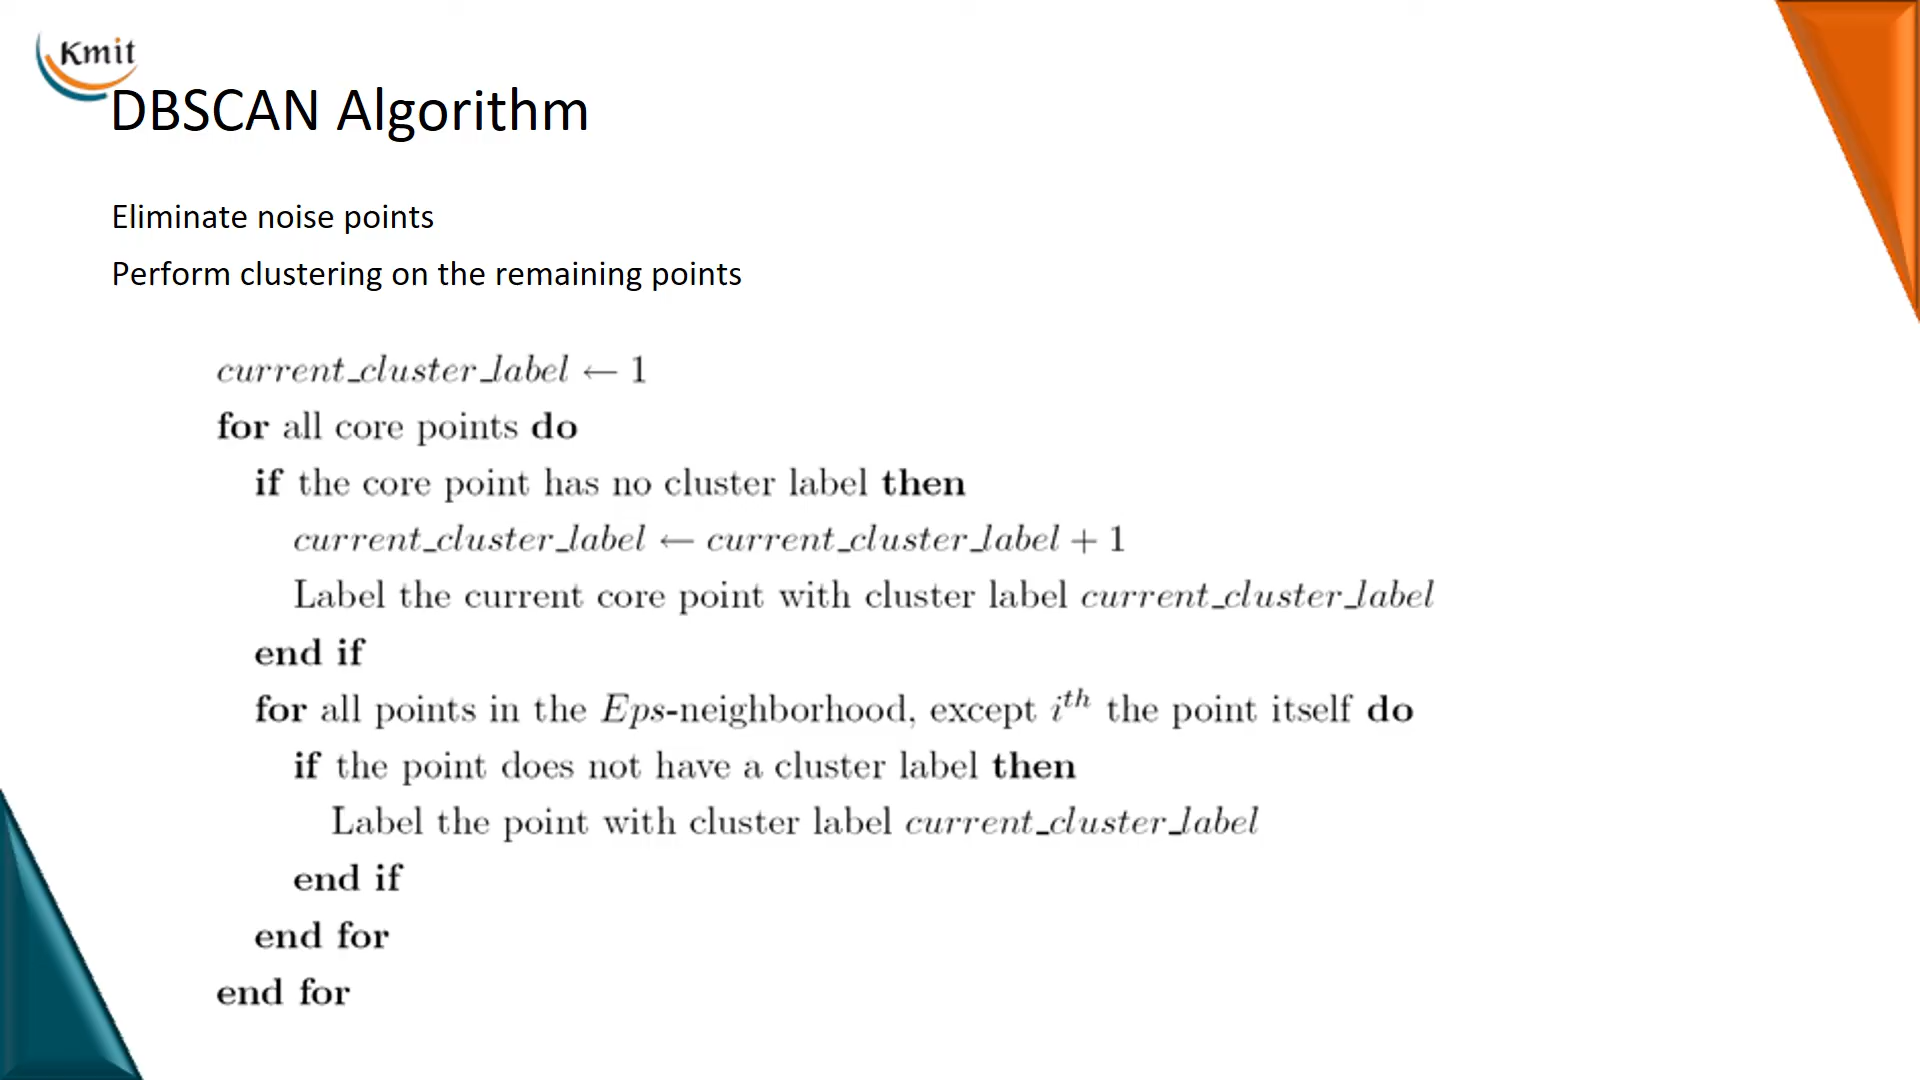 Kmit
DBSCAN Algorithm
Eliminate noise points
Perform clustering on the remaining points
current_cluster_label ← 1
for all core points do
if the core point has no cluster label then
current_cluster_label ← current_cluster_label + 1
Label the current core point with cluster label current_cluster_label
end if
for all points in the Eps-neighborhood, except i^th the point itself do
if the point does not have a cluster label then
Label the point with cluster label current_cluster_label
end if
end for
end for